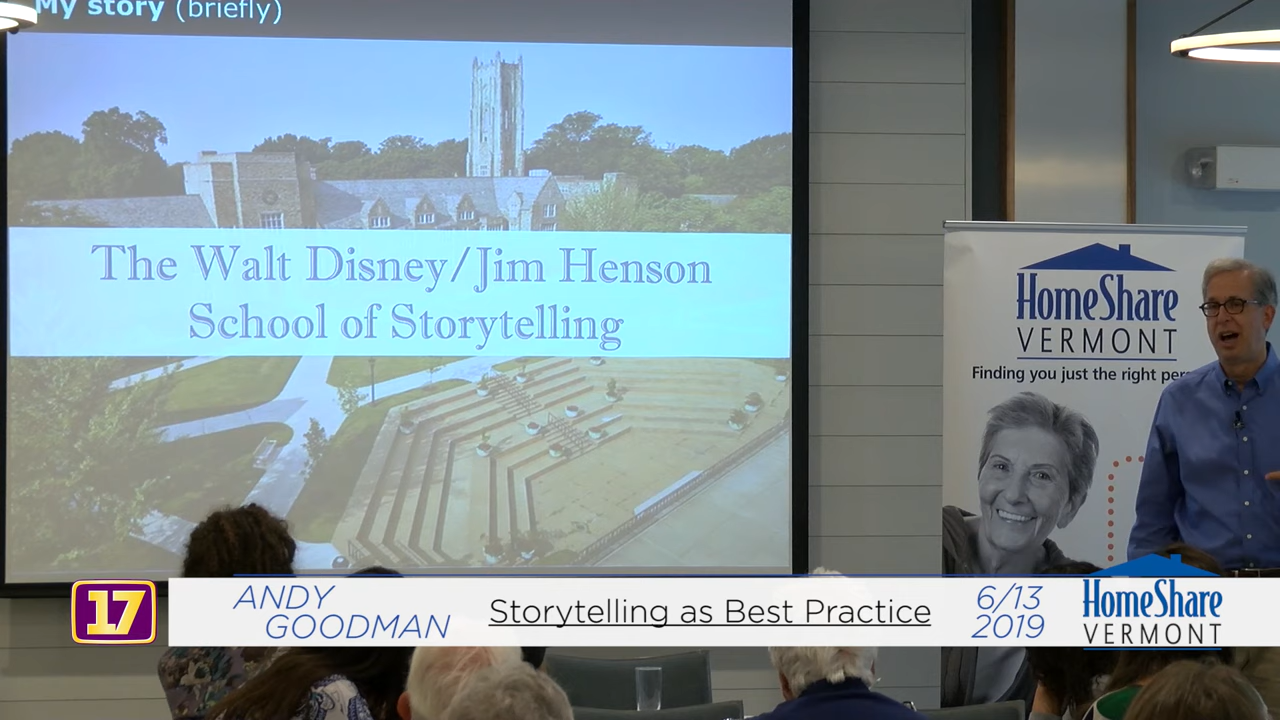 My story (briefly)
The Walt Disney/Jim Henson
School of Storytelling
HomeShare
VERMONT
Finding you just the right
17
ANDY
GOODMAN
Storytelling as Best Practice
6/13
2019
HomeShare
VERMONT